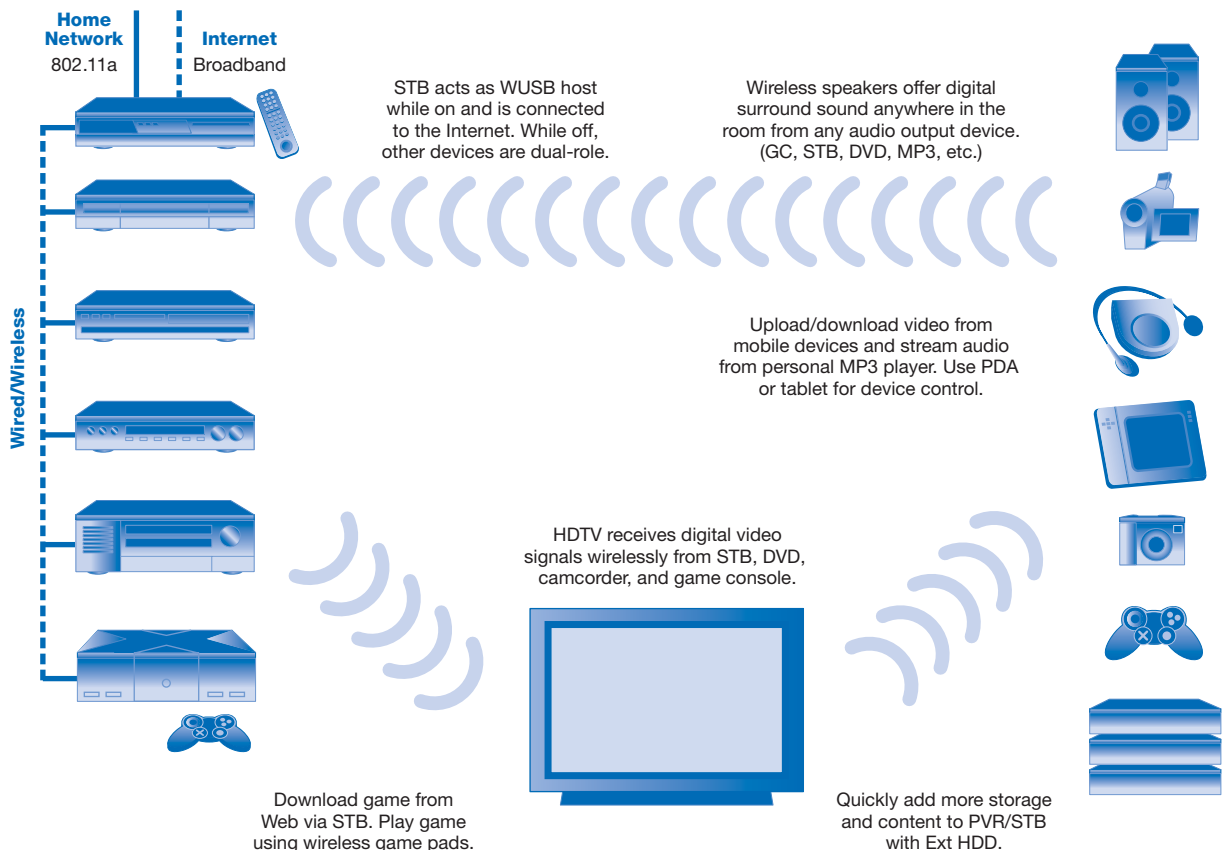 Home
Network
802.11a
Internet
Broadband
STB acts as WUSB host
while on and is connected
to the Internet. While off,
other devices are dual-role.
Wireless speakers offer digital
surround sound anywhere in the
room from any audio output device.
(GC, STB, DVD, MP3, etc.)
Wired/Wireless
Upload/download video from
mobile devices and stream audio
from personal MP3 player. Use PDA
or tablet for device control.
HDTV receives digital video
signals wirelessly from STB, DVD,
camcorder, and game console.
Download game from
Web via STB. Play game
using wireless game pads.
Quickly add more storage
and content to PVR/STB
with Ext HDD.